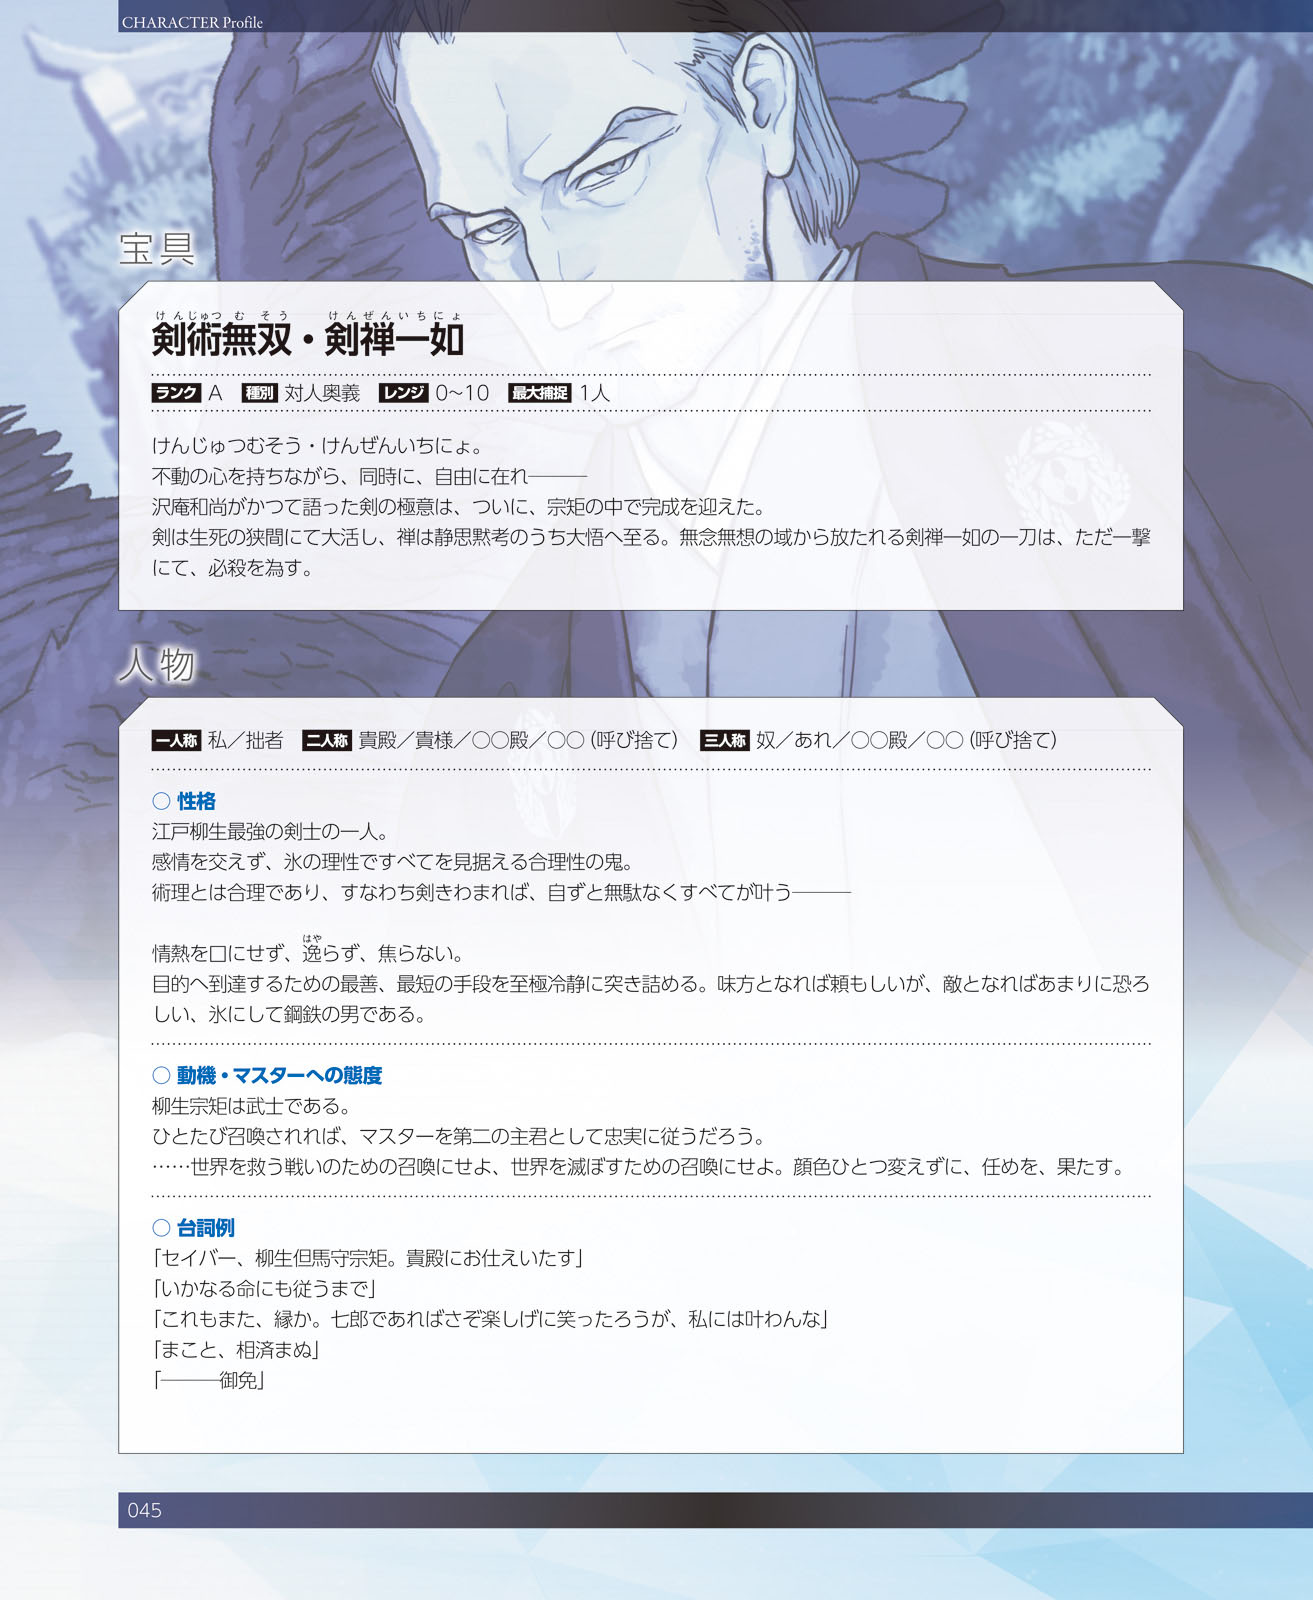 CHARACTER Profile
宝具
けんじゅつ む そう けんぜんいちにょ
剣術無双・剣禅一如
ランク A 種別 対人奥義 レンジ 0~10 最大捕捉 1人
けんじゅつむそう・けんぜんいちにょ。
不動の心を持ちながら、同時に、自由に在れ───
沢庵和尚がかつて語った剣の極意は、ついに、宗矩の中で完成を迎えた。
剣は生死の狭間にて大活し、禅は静思黙考のうち大悟へ至る。無念無想の域から放たれる剣禅一如の一刀は、ただ一撃
にて、必殺を為す。
人物
一人称 私／拙者 二人称 貴殿／貴様／○○殿／○○（呼び捨て） 三人称 奴／あれ／○○殿／○○（呼び捨て）
○ 性格
江戸柳生最強の剣士の一人。
感情を交えず、氷の理性ですべてを見据える合理性の鬼。
術理とは合理であり、すなわち剣きわまれば、自ずと無駄なくすべてが叶う───
はや
情熱を口にせず、逸らず、焦らない。
目的へ到達するための最善、最短の手段を至極冷静に突き詰める。味方となれば頼もしいが、敵となればあまりに恐ろ
しい、氷にして鋼鉄の男である。
○ 動機・マスターへの態度
柳生宗矩は武士である。
ひとたび召喚されれば、マスターを第二の主君として忠実に従うだろう。
……世界を救う戦いのための召喚にせよ、世界を滅ぼすための召喚にせよ。顔色ひとつ変えずに、任めを、果たす。
○ 台詞例
「セイバー、柳生但馬守宗矩。貴殿にお仕えいたす」
「いかなる命にも従うまで」
「これもまた、縁か。七郎であればさぞ楽しげに笑ったろうが、私には叶わんな」
「まこと、相済まぬ」
「───御免」
045